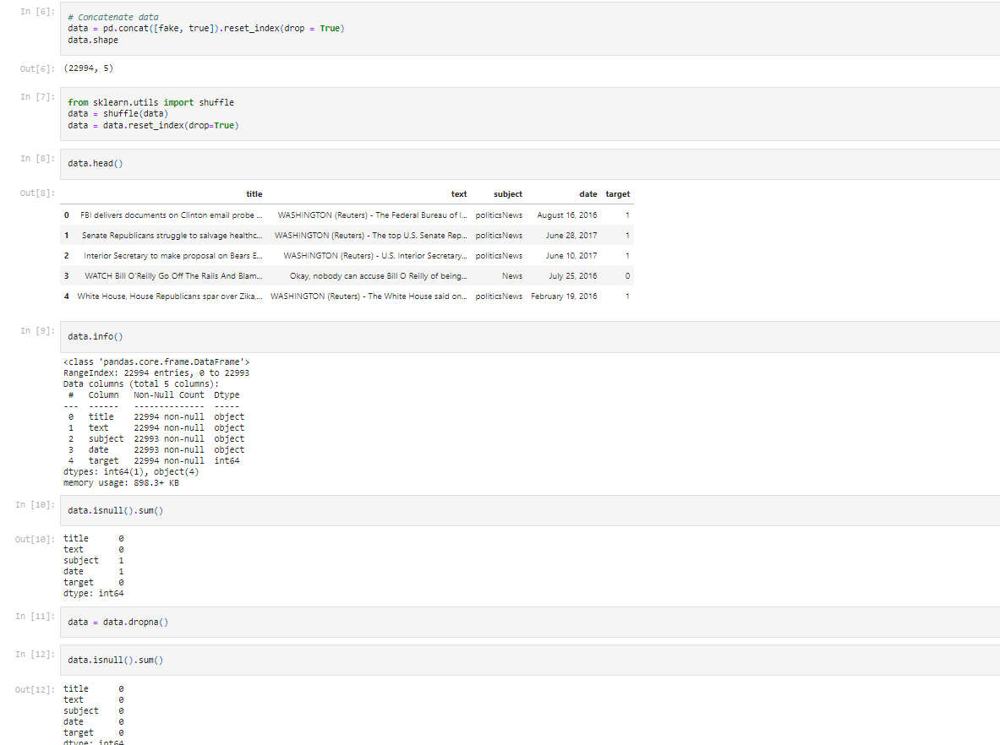 In [6]:
# Concatenate data
data = pd.concat([fake, true]).reset_index(drop = True)
data.shape
Out[6]: (22994, 5)
In [7]:
from sklearn.utils import shuffle
data = shuffle(data)
data = data.reset_index(drop=True)
In [8]:
data.head()
Out[8]:
title text subject date target
0 FBI delivers documents on Clinton email probe ... WASHINGTON (Reuters) - The Federal Bureau of I... politicsNews August 16, 2016 1
1 Senate Republicans struggle to salvage healthc... WASHINGTON (Reuters) - The top U.S. Senate Rep... politicsNews June 28, 2017 1
2 Interior Secretary to make proposal on Bears E... WASHINGTON (Reuters) - U.S. Interior Secretary... politicsNews June 10, 2017 1
3 WATCH Bill O'Reilly Go Off The Rails And Blam... Okay, nobody can accuse Bill O Reilly of being... News July 25, 2016 0
4 White House, House Republicans spar over Zika,... WASHINGTON (Reuters) - The White House said on... politicsNews February 19, 2016 1
In [9]:
data.info()
<class 'pandas.core.frame.DataFrame'>
RangeIndex: 22994 entries, 0 to 22993
Data columns (total 5 columns):
# Column Non-Null Count Dtype
--- ------ -------------- -----
0 title 22994 non-null object
1 text 22994 non-null object
2 subject 22993 non-null object
3 date 22993 non-null object
4 target 22994 non-null int64
dtypes: int64(1), object(4)
memory usage: 898.3+ KB
In [10]:
data.isnull().sum()
Out[10]:
title 0
text 0
subject 1
date 1
target 0
dtype: int64
In [11]:
data = data.dropna()
In [12]:
data.isnull().sum()
Out[12]:
title 0
text 0
subject 0
date 0
target 0
dtype: int64